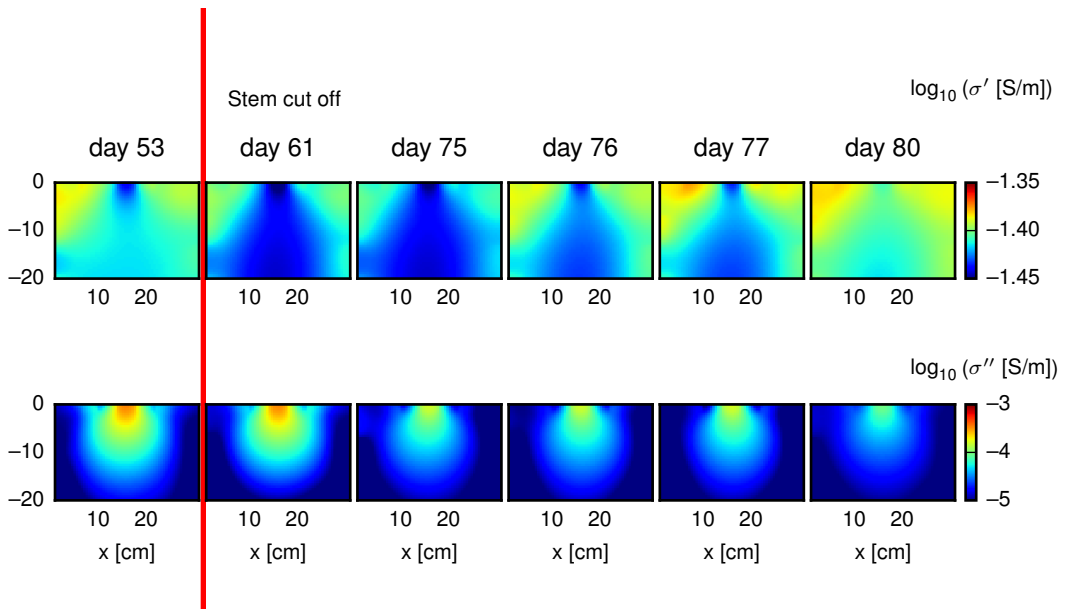 log10 (σ′ [S/m])
Stem cut off
day 53 day 61 day 75 day 76 day 77 day 80
0 –1.35
–10 –1.40
–20 –1.45
10 20 10 20 10 20 10 20 10 20 10 20
log10 (σ′′ [S/m])
0 –3
–10 –4
–20 –5
10 20 10 20 10 20 10 20 10 20 10 20
x [cm] x [cm] x [cm] x [cm] x [cm] x [cm]